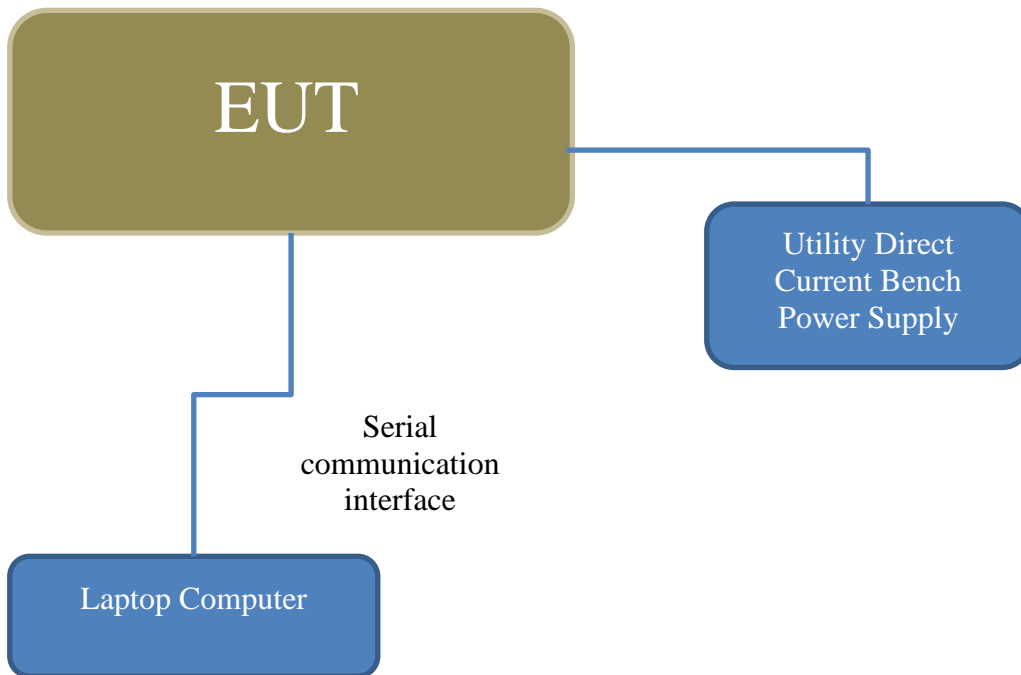 EUT
Utility Direct
Current Bench
Power Supply
Serial
communication
interface
Laptop Computer